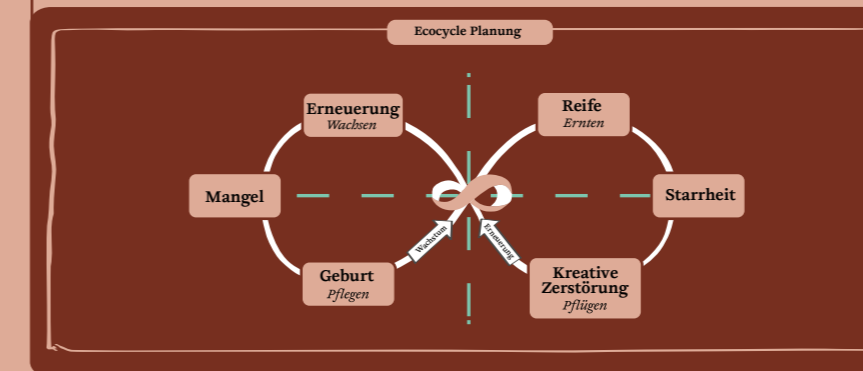 Ecocycle Planung
Erneuerung
Wachsen
Reife
Ernten
Mangel
Starrheit
Wachstum
Erneuerung
Geburt
Pflegen
Kreative
Zerstörung
Pflügen